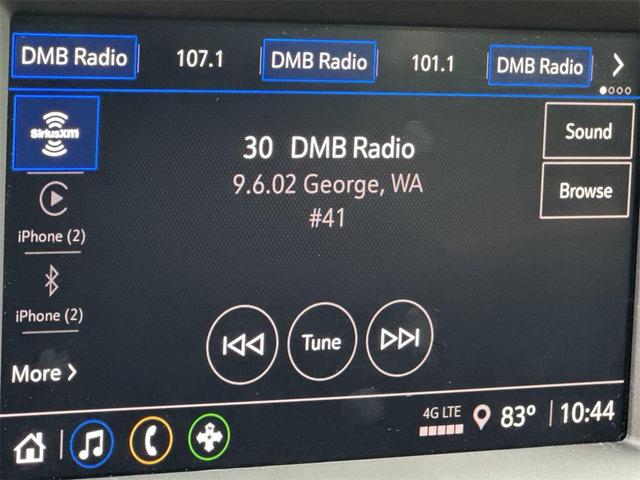 DMB Radio 107.1 DMB Radio 101.1 DMB Radio
SiriusXM
30 DMB Radio
9.6.02 George, WA
#41
Sound
Browse
iPhone (2)
iPhone (2)
More
Tune
4G LTE 83° 10:44